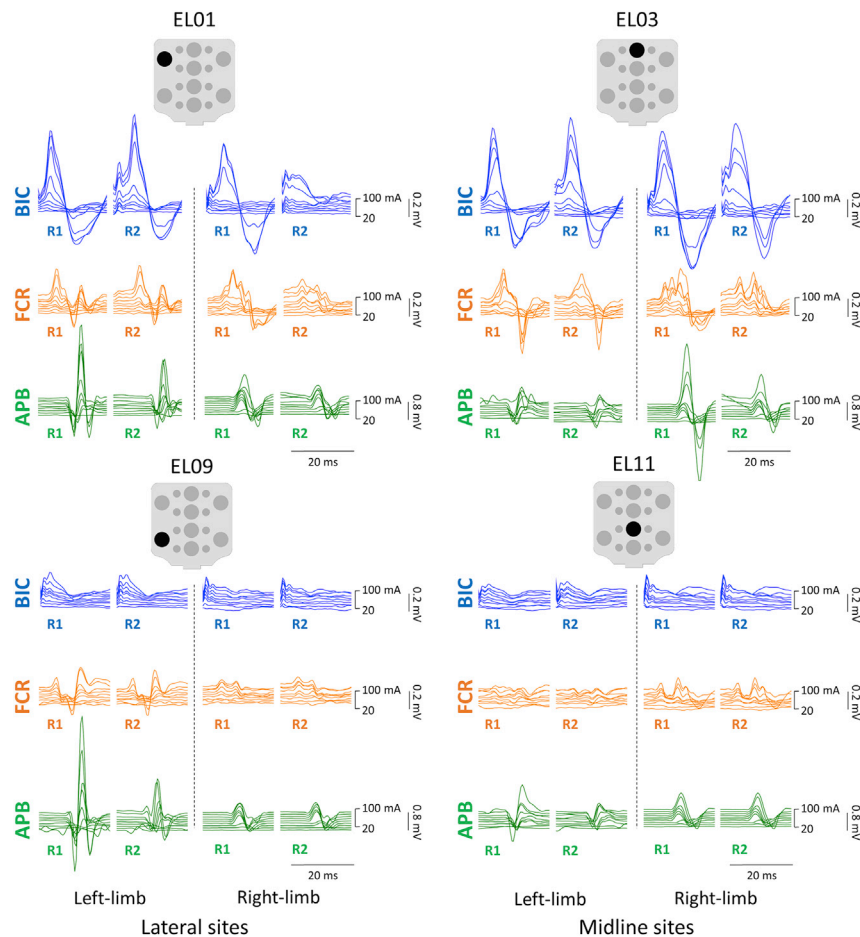 EL01
BIC
R1 R2 R1 R2
100 mA
20
0.2 mV
FCR
R1 R2 R1 R2
100 mA
20
0.2 mV
APB
R1 R2 R1 R2
100 mA
20
0.8 mV
20 ms
EL03
BIC
R1 R2 R1 R2
100 mA
20
0.2 mV
FCR
R1 R2 R1 R2
100 mA
20
0.2 mV
APB
R1 R2 R1 R2
100 mA
20
0.8 mV
20 ms
EL09
BIC
R1 R2 R1 R2
100 mA
20
0.2 mV
FCR
R1 R2 R1 R2
100 mA
20
0.2 mV
APB
R1 R2 R1 R2
100 mA
20
0.8 mV
20 ms
Left-limb Right-limb
Lateral sites
EL11
BIC
R1 R2 R1 R2
100 mA
20
0.2 mV
FCR
R1 R2 R1 R2
100 mA
20
0.2 mV
APB
R1 R2 R1 R2
100 mA
20
0.8 mV
20 ms
Left-limb Right-limb
Midline sites